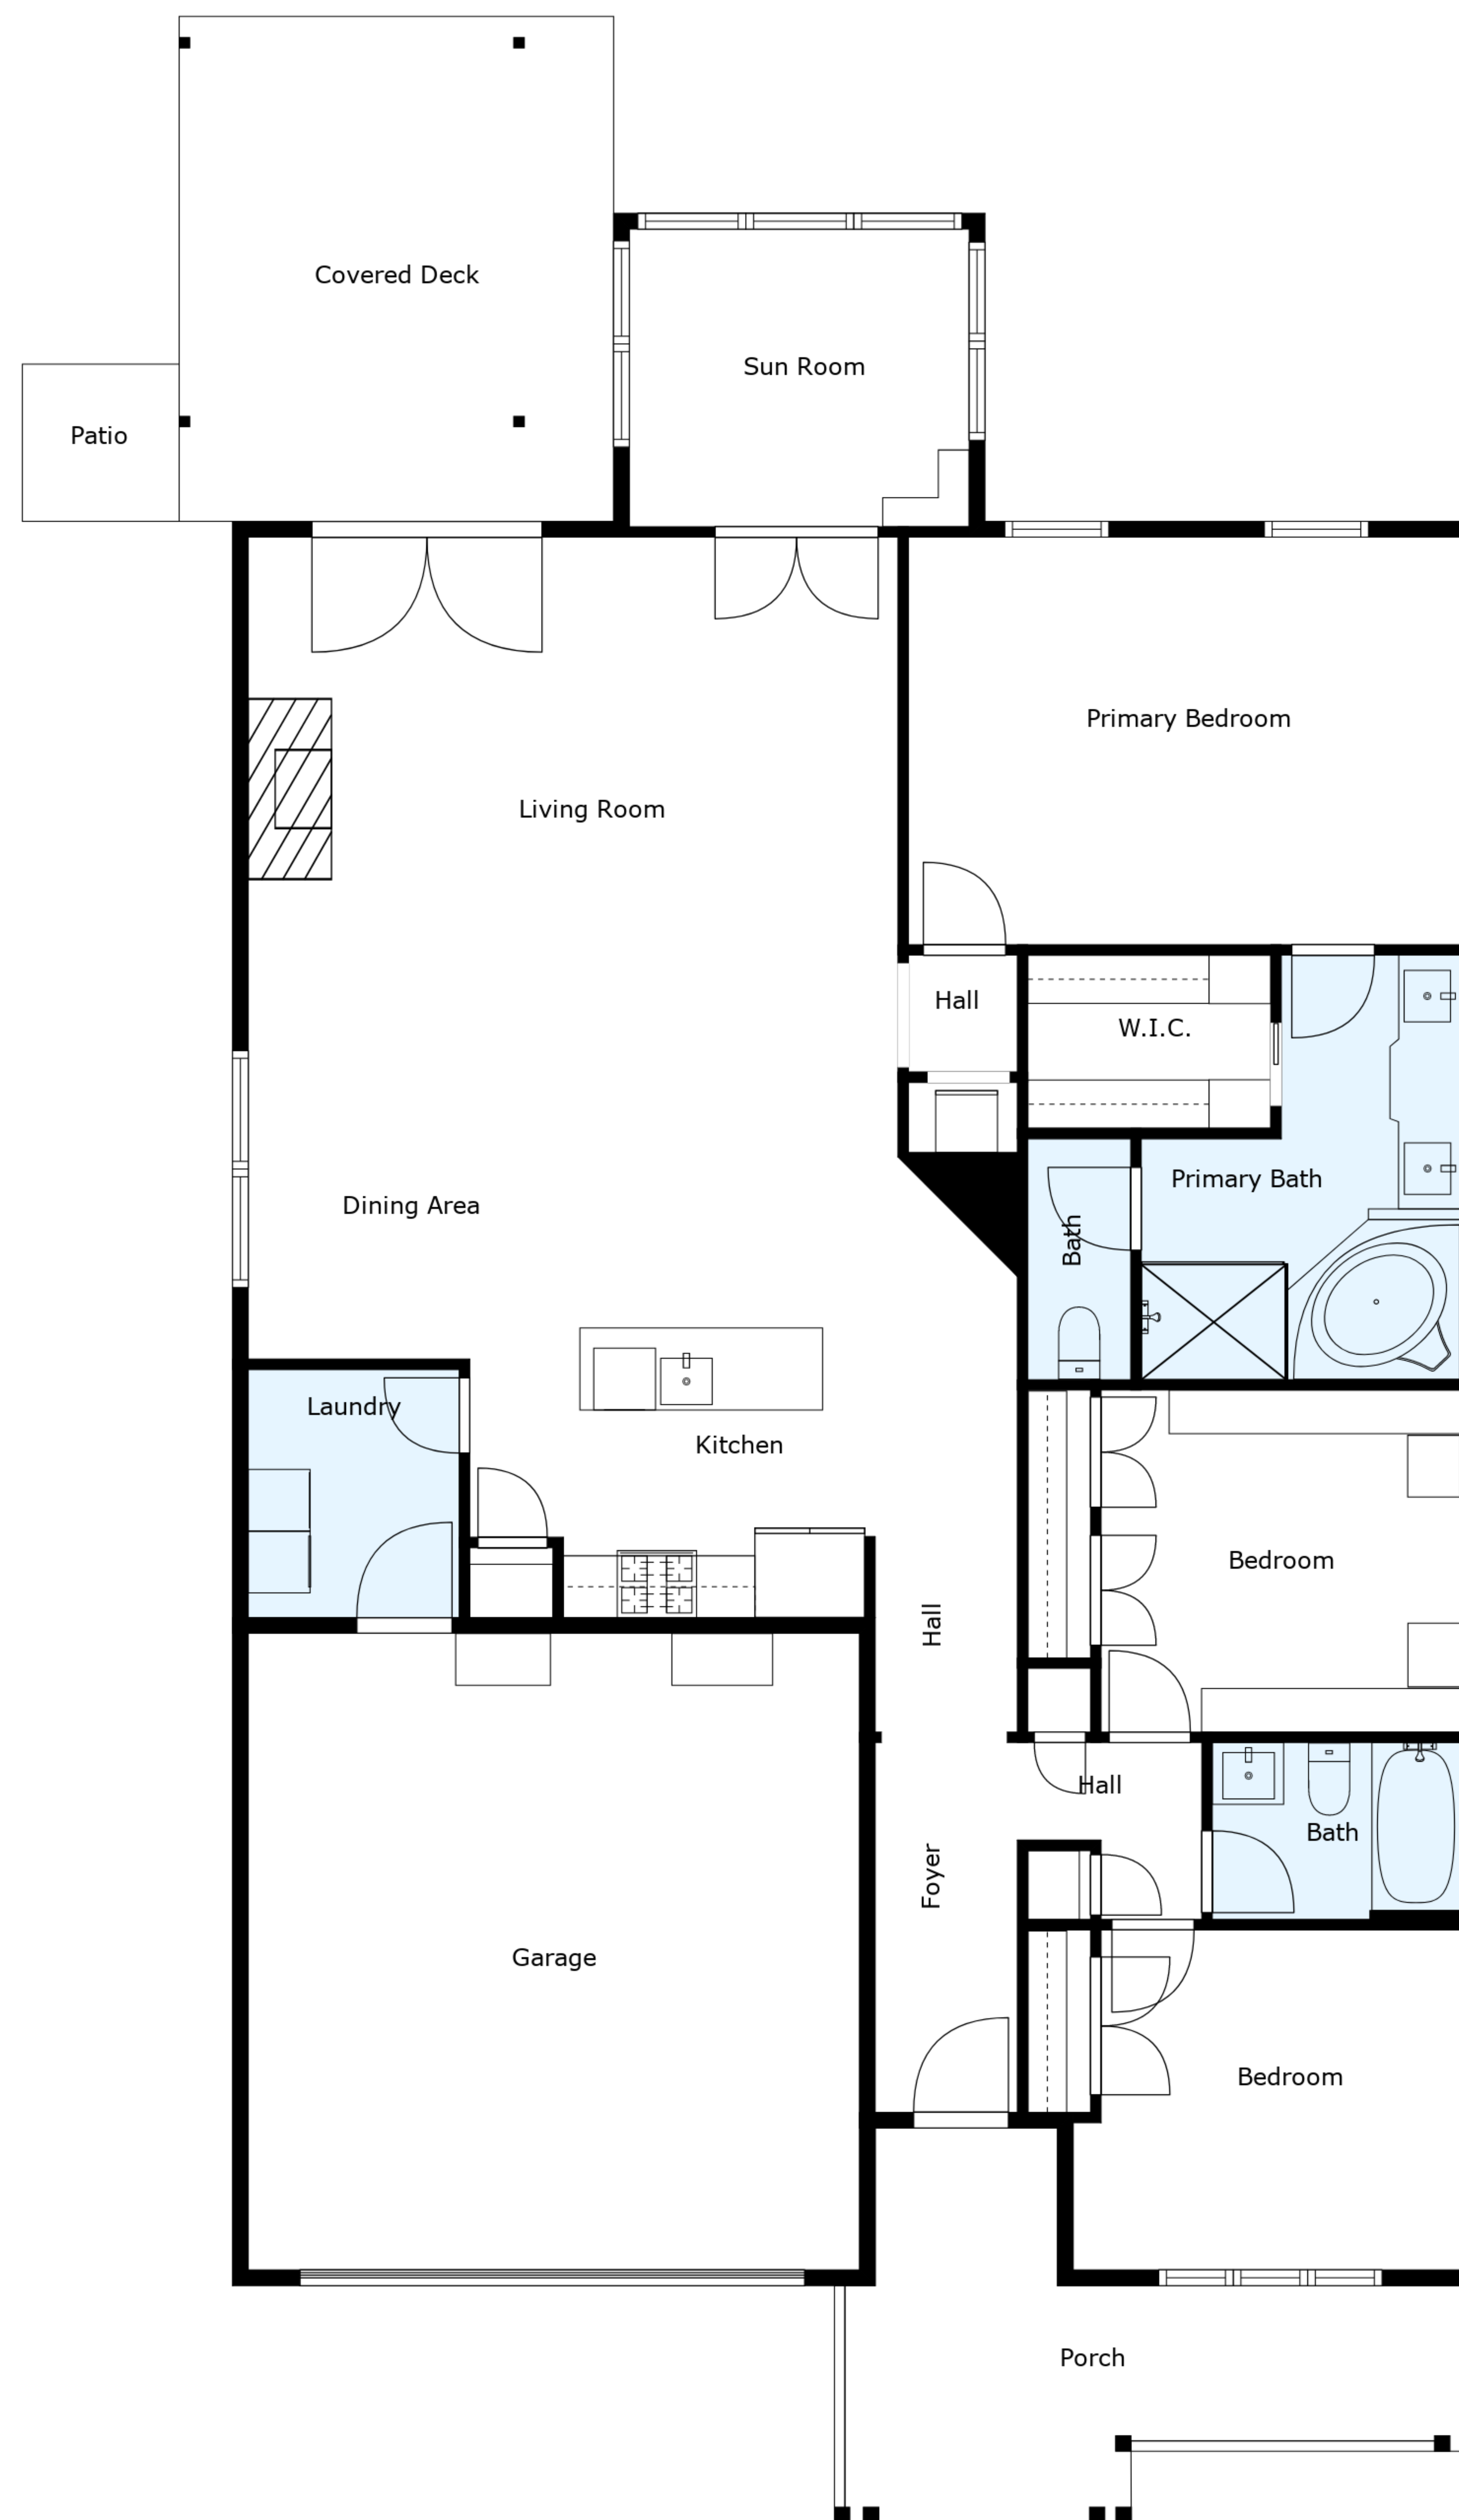 Covered Deck
Sun Room
Patio
Primary Bedroom
Living Room
Hall
W.I.C.
Primary Bath
Dining Area
Bath
Laundry
Kitchen
Bedroom
Hall
Hall
Bath
Foyer
Garage
Bedroom
Porch